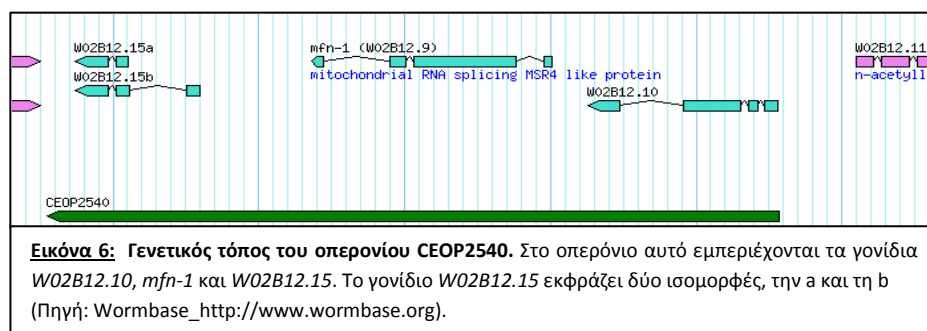 W02B12.15a
mfn-1 (W02B12.9)
W02B12.11
W02B12.15b
mitochondrial RNA splicing MSR4 like protein
n-acetyll
W02B12.10
CEOP2540
Εικόνα 6: Γενετικός τόπος του οπερονίου CEOP2540. Στο οπερόνιο αυτό εμπεριέχονται τα γονίδια
W02B12.10, mfn-1 και W02B12.15. Το γονίδιο W02B12.15 εκφράζει δύο ισομορφές, την a και τη b
(Πηγή: Wormbase_http://www.wormbase.org).